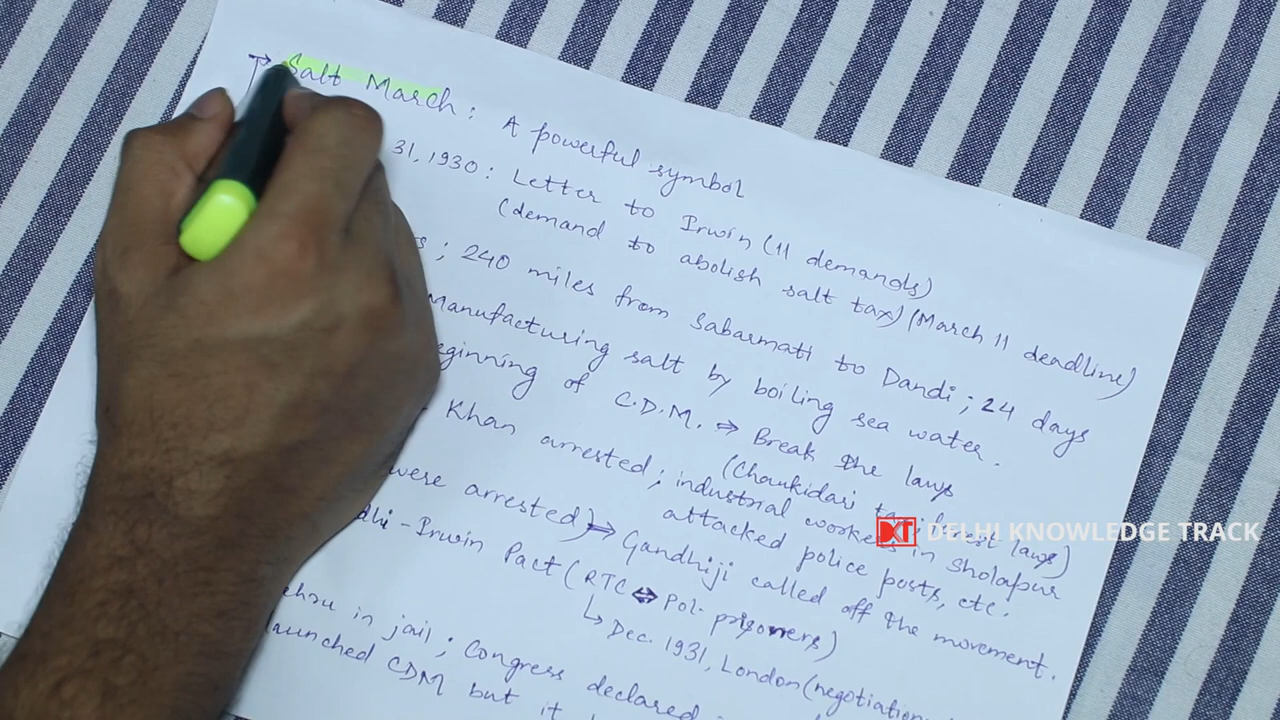 Salt March : A powerful symbol
31, 1930 : Letter to Irwin (11 demands)
(demand to abolish salt tax) (March 11 deadline)
; 240 miles from Sabarmati to Dandi ; 24 days
Manufacturing salt by boiling sea water.
eginning of C.D.M. ⇒ Break the laws
(Chaukidari tax; forest laws)
Khan arrested ; industrial workers in Sholapur
attacked police posts, etc.
were arrested) ⇒ Gandhiji called off the movement.
dhi-Irwin Pact (RTC ⇔ Pol. prisoners)
↳ Dec. 1931, London (negotiation
ehru in jail ; Congress declared
aunched CDM but it
DKT DELHI KNOWLEDGE TRACK